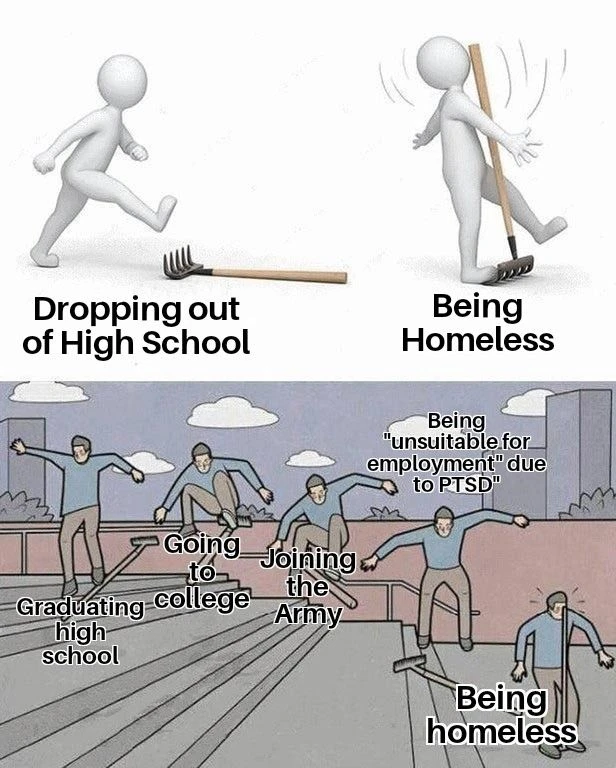 Dropping out
of High School
Being
Homeless
Being
"unsuitable for
employment" due
to PTSD"
Graduating
high
school
Going
to
college
Joining
the
Army
Being
homeless